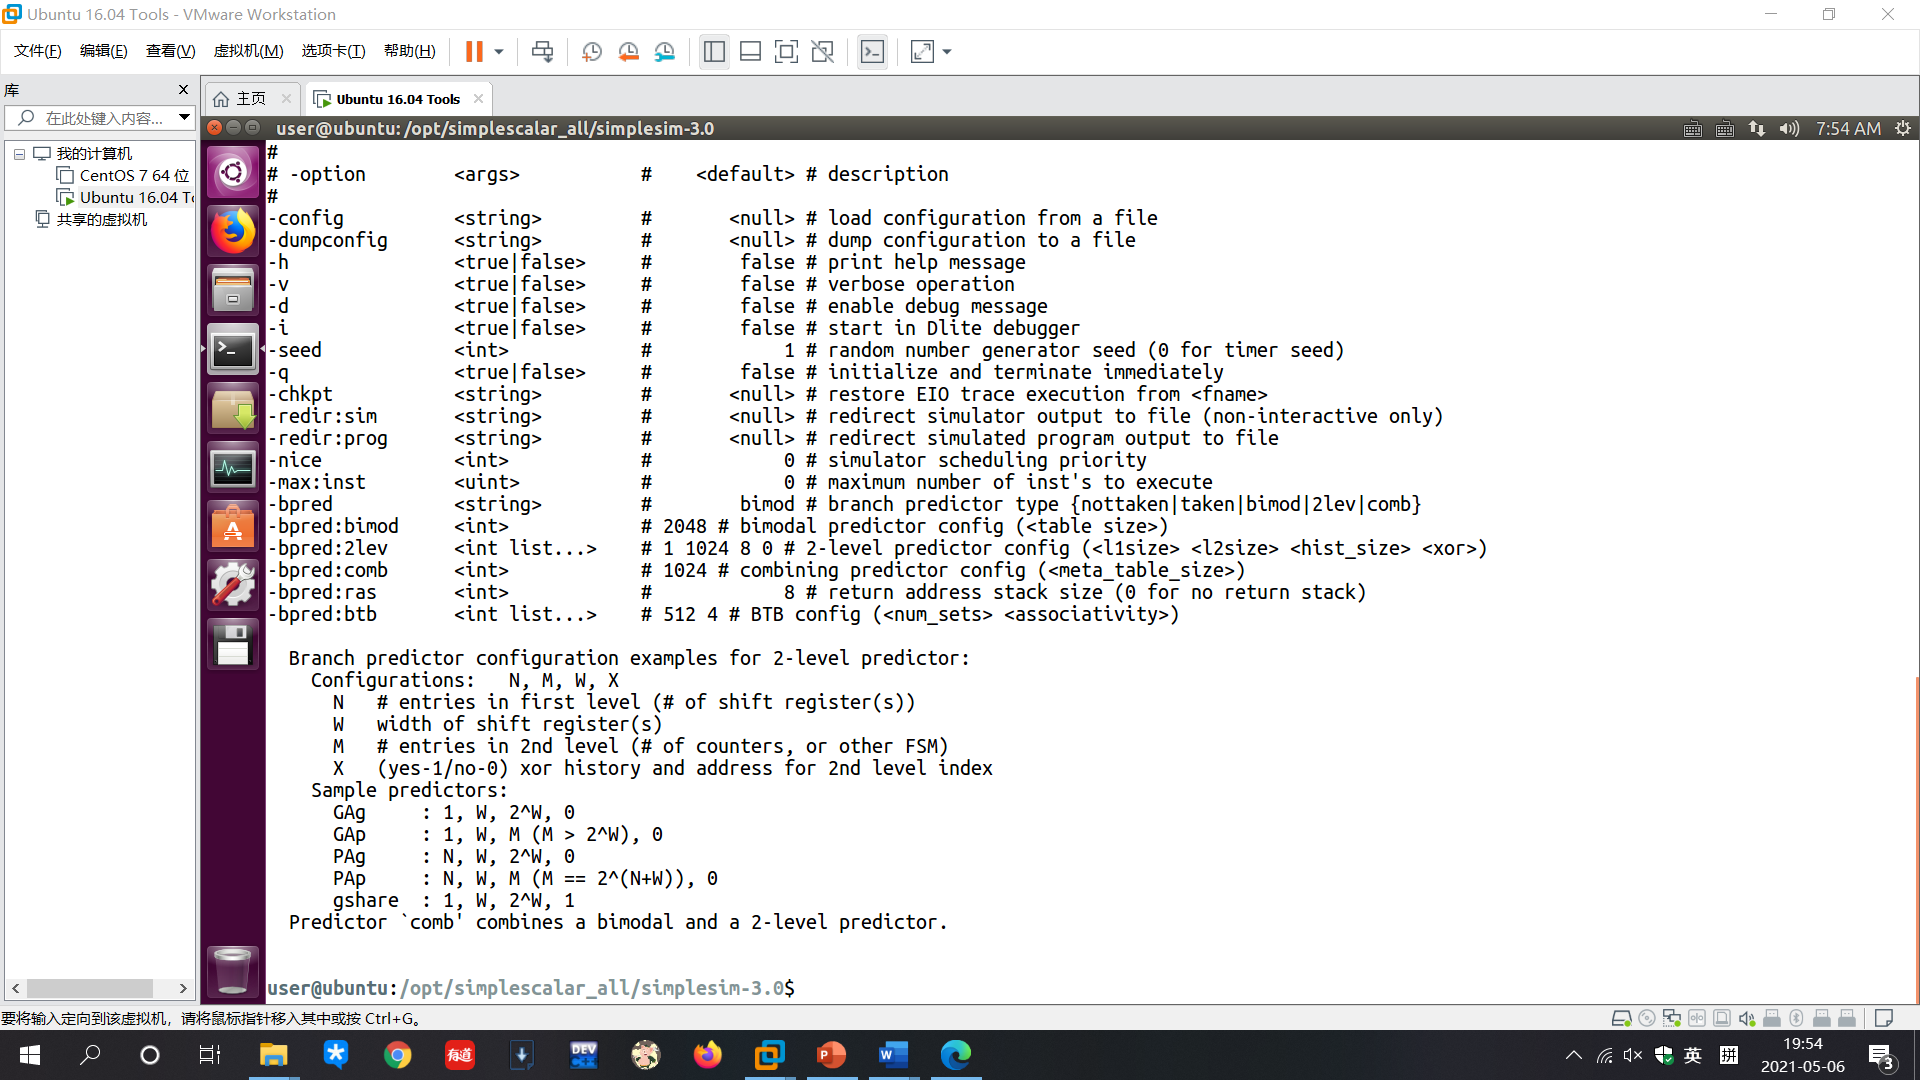 Ubuntu 16.04 Tools - VMware Workstation
文件(F) 编辑(E) 查看(V) 虚拟机(M) 选项卡(T) 帮助(H)
库
在此处键入内容...
我的计算机
CentOS 7 64 位
Ubuntu 16.04 To
共享的虚拟机
主页 Ubuntu 16.04 Tools
user@ubuntu: /opt/simplescalar_all/simplesim-3.0 7:54 AM
#
# -option <args> # <default> # description
#
-config <string> # <null> # load configuration from a file
-dumpconfig <string> # <null> # dump configuration to a file
-h <true|false> # false # print help message
-v <true|false> # false # verbose operation
-d <true|false> # false # enable debug message
-i <true|false> # false # start in Dlite debugger
-seed <int> # 1 # random number generator seed (0 for timer seed)
-q <true|false> # false # initialize and terminate immediately
-chkpt <string> # <null> # restore EIO trace execution from <fname>
-redir:sim <string> # <null> # redirect simulator output to file (non-interactive only)
-redir:prog <string> # <null> # redirect simulated program output to file
-nice <int> # 0 # simulator scheduling priority
-max:inst <uint> # 0 # maximum number of inst's to execute
-bpred <string> # bimod # branch predictor type {nottaken|taken|bimod|2lev|comb}
-bpred:bimod <int> # 2048 # bimodal predictor config (<table size>)
-bpred:2lev <int list...> # 1 1024 8 0 # 2-level predictor config (<l1size> <l2size> <hist_size> <xor>)
-bpred:comb <int> # 1024 # combining predictor config (<meta_table_size>)
-bpred:ras <int> # 8 # return address stack size (0 for no return stack)
-bpred:btb <int list...> # 512 4 # BTB config (<num_sets> <associativity>)
Branch predictor configuration examples for 2-level predictor:
Configurations: N, M, W, X
N # entries in first level (# of shift register(s))
W width of shift register(s)
M # entries in 2nd level (# of counters, or other FSM)
X (yes-1/no-0) xor history and address for 2nd level index
Sample predictors:
GAg : 1, W, 2^W, 0
GAp : 1, W, M (M > 2^W), 0
PAg : N, W, 2^W, 0
PAp : N, W, M (M == 2^(N+W)), 0
gshare : 1, W, 2^W, 1
Predictor `comb' combines a bimodal and a 2-level predictor.
user@ubuntu:/opt/simplescalar_all/simplesim-3.0$
要将输入定向到该虚拟机，请将鼠标指针移入其中或按 Ctrl+G。
有道
DEV C++
P
W
英
拼
19:54
2021-05-06
3